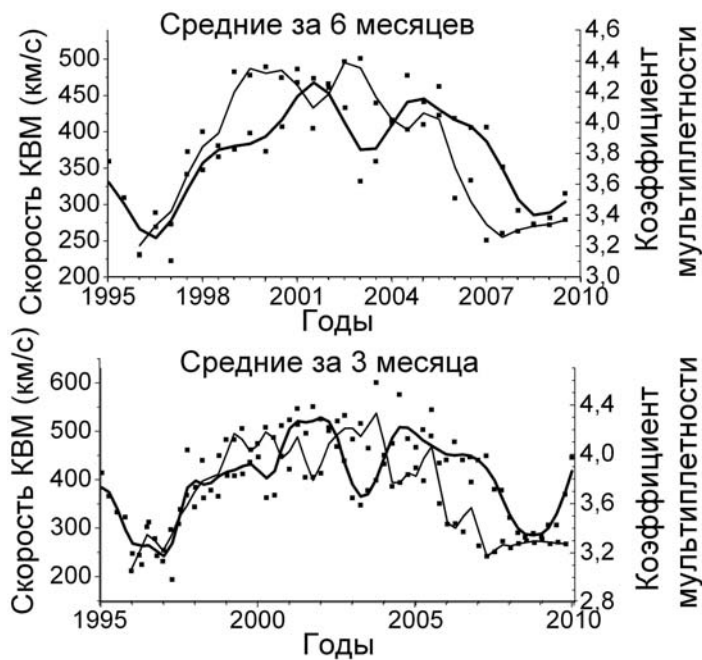 Средние за 6 месяцев
Скорость КВМ (км/с)
500
450
400
350
300
250
200
4,6
4,4
4,2
4,0
3,8
3,6
3,4
3,2
3,0
Коэффициент
мультиплетности
1995 1998 2001 2004 2007 2010
Годы
Средние за 3 месяца
Скорость КВМ (км/с)
600
500
400
300
200
4,4
4,0
3,6
3,2
2,8
Коэффициент
мультиплетности
1995 2000 2005 2010
Годы